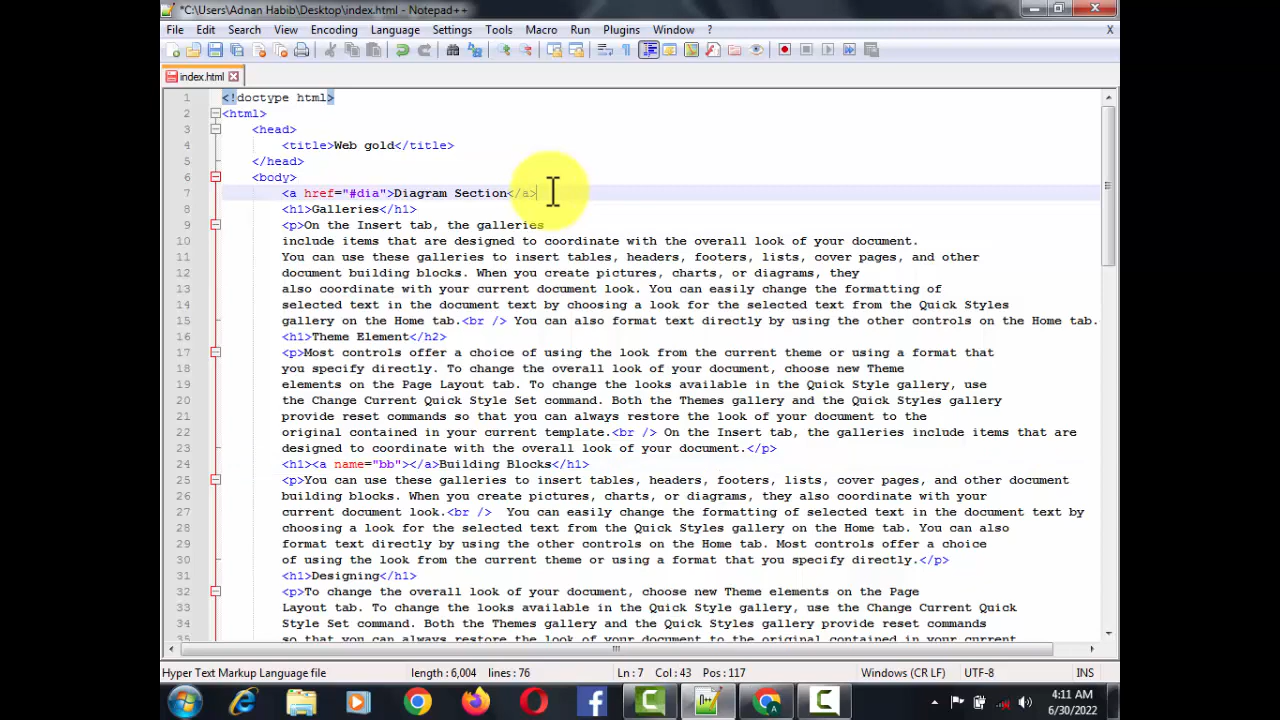 *C:\Users\Adnan Habib\Desktop\index.html - Notepad++
File Edit Search View Encoding Language Settings Tools Macro Run Plugins Window ? X
index.html
1 <!doctype html>
2 <html>
3 <head>
4 <title>Web gold</title>
5 </head>
6 <body>
7 <a href="#dia">Diagram Section</a>
8 <h1>Galleries</h1>
9 <p>On the Insert tab, the galleries
10 include items that are designed to coordinate with the overall look of your document.
11 You can use these galleries to insert tables, headers, footers, lists, cover pages, and other
12 document building blocks. When you create pictures, charts, or diagrams, they
13 also coordinate with your current document look. You can easily change the formatting of
14 selected text in the document text by choosing a look for the selected text from the Quick Styles
15 gallery on the Home tab.<br /> You can also format text directly by using the other controls on the Home tab.
16 <h1>Theme Element</h2>
17 <p>Most controls offer a choice of using the look from the current theme or using a format that
18 you specify directly. To change the overall look of your document, choose new Theme
19 elements on the Page Layout tab. To change the looks available in the Quick Style gallery, use
20 the Change Current Quick Style Set command. Both the Themes gallery and the Quick Styles gallery
21 provide reset commands so that you can always restore the look of your document to the
22 original contained in your current template.<br /> On the Insert tab, the galleries include items that are
23 designed to coordinate with the overall look of your document.</p>
24 <h1><a name="bb"></a>Building Blocks</h1>
25 <p>You can use these galleries to insert tables, headers, footers, lists, cover pages, and other document
26 building blocks. When you create pictures, charts, or diagrams, they also coordinate with your
27 current document look.<br /> You can easily change the formatting of selected text in the document text by
28 choosing a look for the selected text from the Quick Styles gallery on the Home tab. You can also
29 format text directly by using the other controls on the Home tab. Most controls offer a choice
30 of using the look from the current theme or using a format that you specify directly.</p>
31 <h1>Designing</h1>
32 <p>To change the overall look of your document, choose new Theme elements on the Page
33 Layout tab. To change the looks available in the Quick Style gallery, use the Change Current Quick
34 Style Set command. Both the Themes gallery and the Quick Styles gallery provide reset commands
35 so that you can always restore the look of your document to the original contained in your current
Hyper Text Markup Language file length : 6,004 lines : 76 Ln : 7 Col : 43 Pos : 117 Windows (CR LF) UTF-8 INS
4:11 AM
6/30/2022